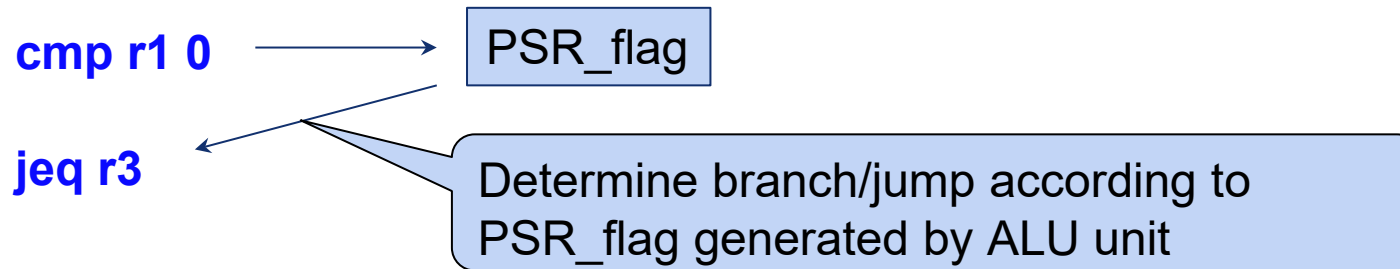 cmp r1 0
PSR_flag
jeq r3
Determine branch/jump according to
PSR_flag generated by ALU unit